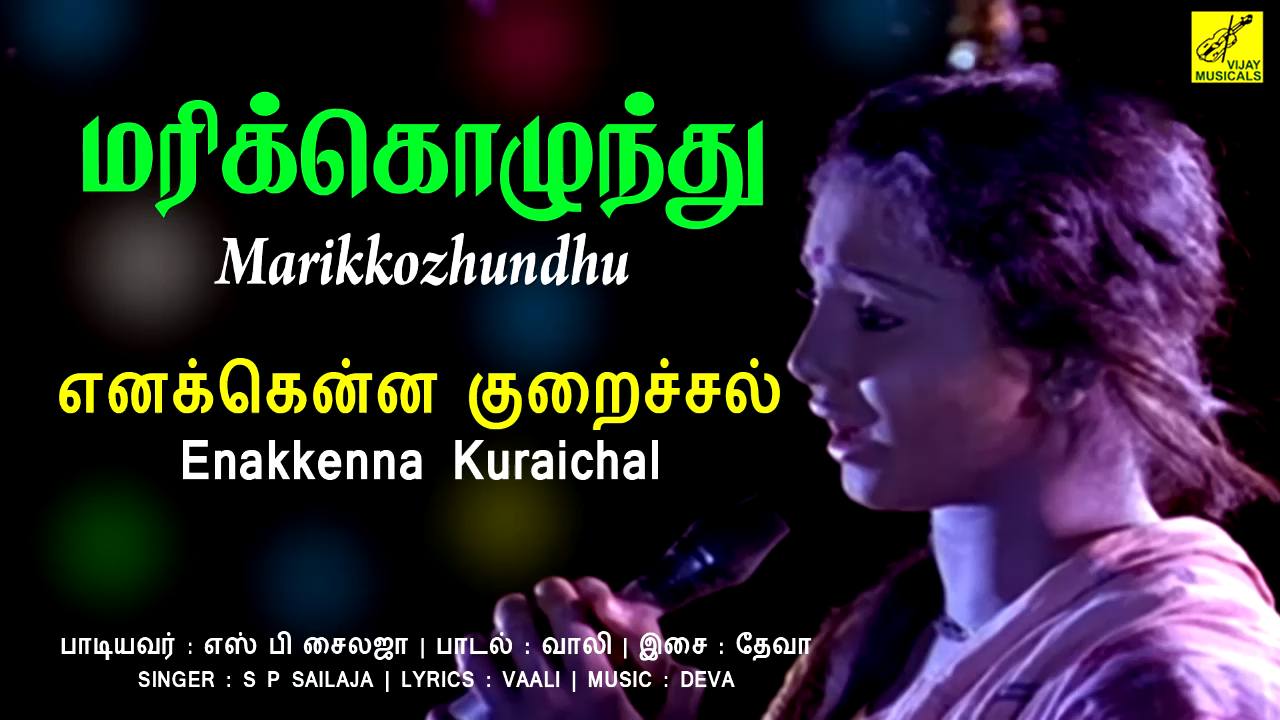 VIJAY
MUSICALS
மரிக்கொழுந்து
Marikkozhundhu
எனக்கென்ன குறைச்சல்
Enakkenna Kuraichal
பாடியவர் : எஸ் பி சைலஜா | பாடல் : வாலி | இசை : தேவா
SINGER : S P SAILAJA | LYRICS : VAALI | MUSIC : DEVA